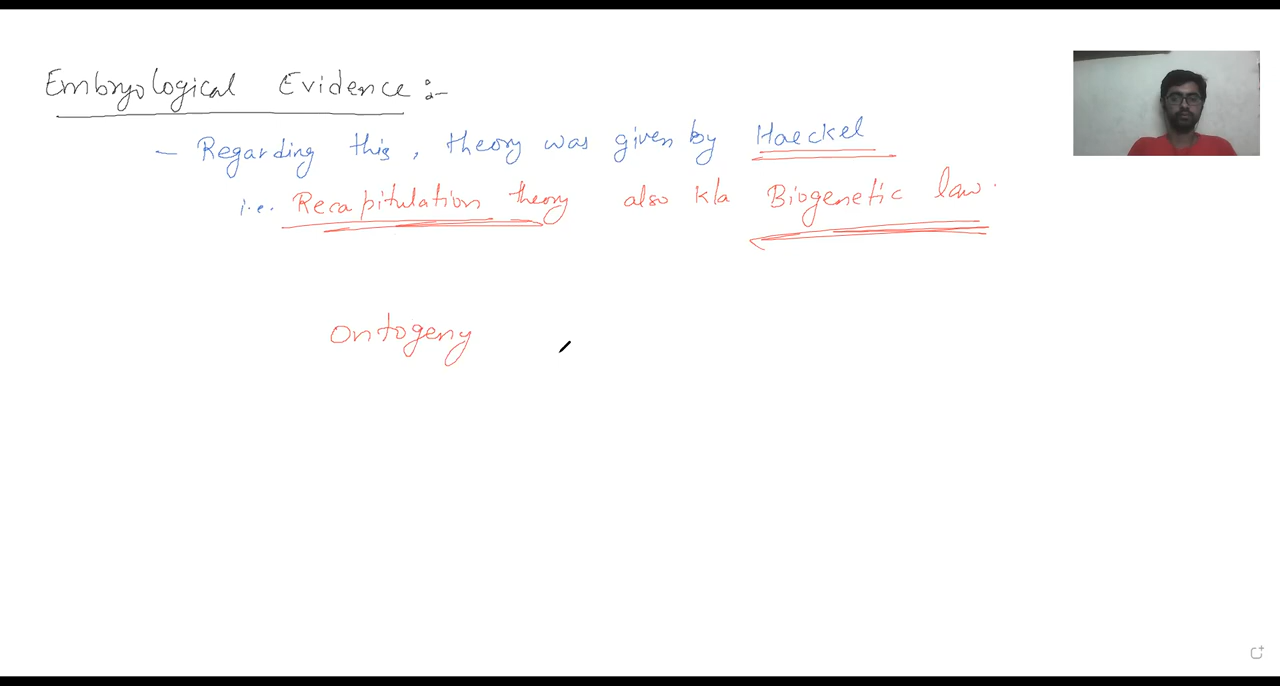 Embryological Evidence :-
- Regarding this, theory was given by Haeckel
i.e. Recapitulation theory also k/a Biogenetic law.
Ontogeny